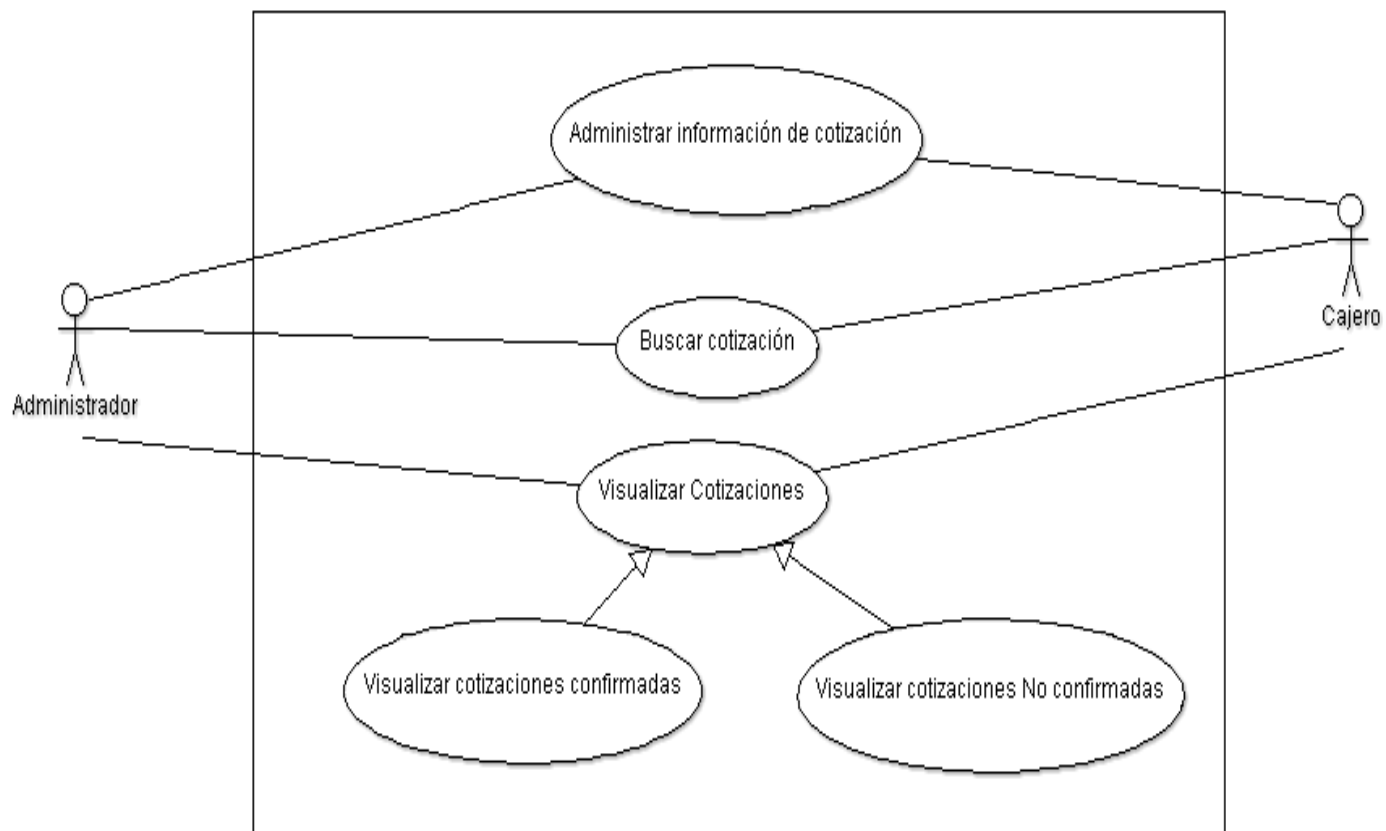 Administrar información de cotización
Cajero
Buscar cotización
Administrador
Visualizar Cotizaciones
Visualizar cotizaciones confirmadas
Visualizar cotizaciones No confirmadas